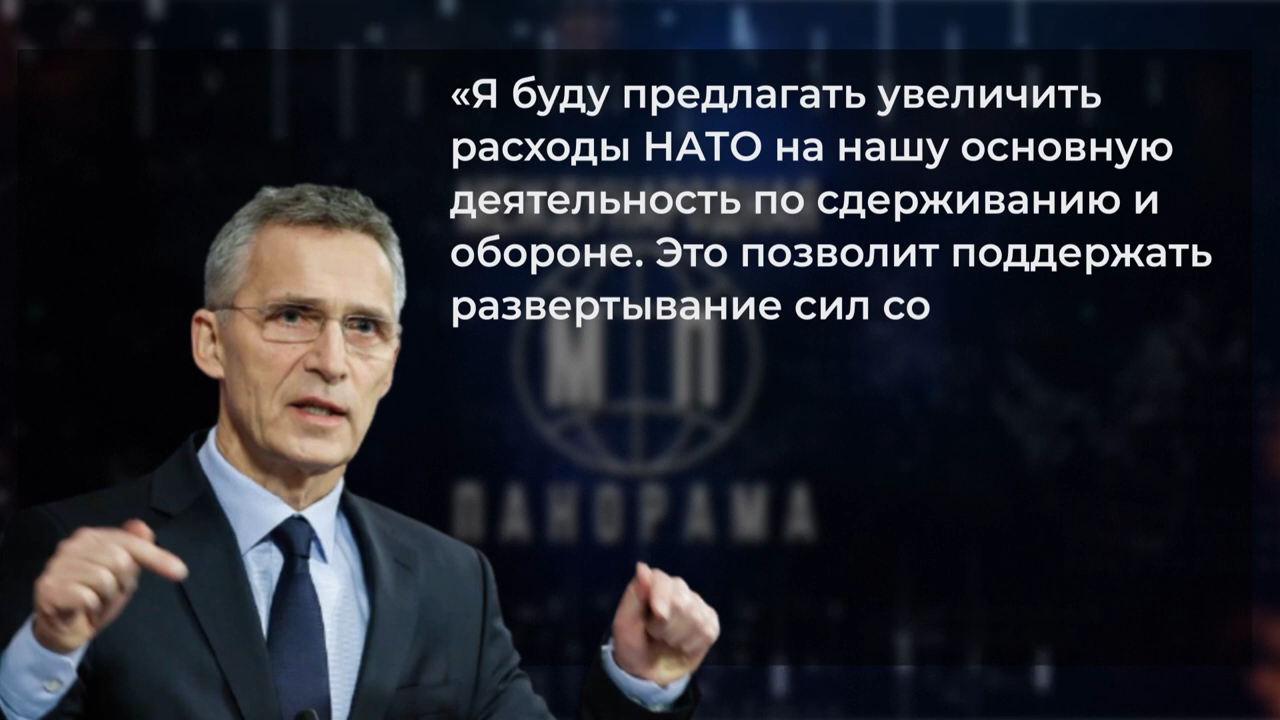 «Я буду предлагать увеличить
расходы НАТО на нашу основную
деятельность по сдерживанию и
обороне. Это позволит поддержать
развертывание сил со
М П
ПАНОРАМА